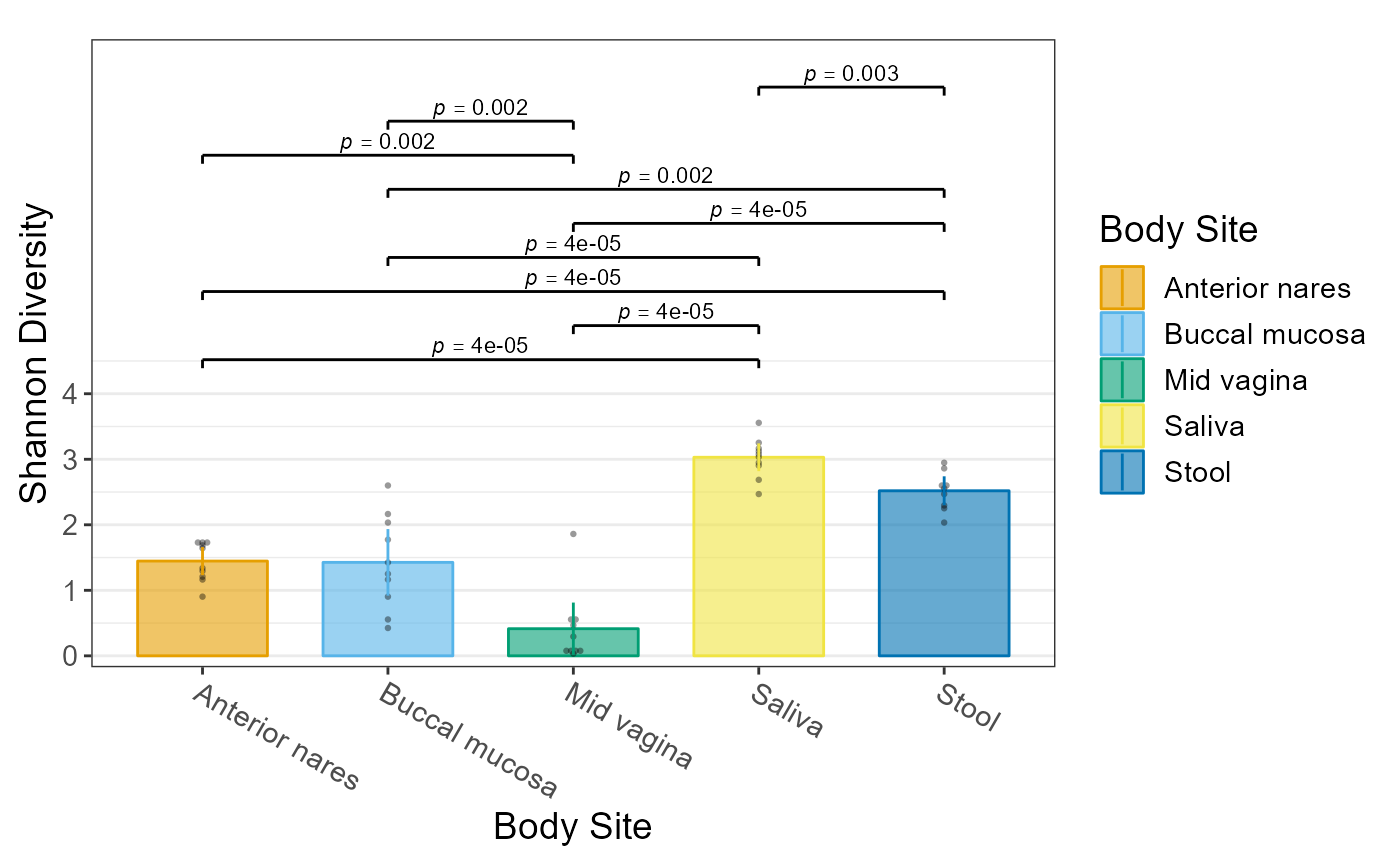 p = 0.003
p = 0.002
p = 0.002
p = 0.002
p = 4e-05
p = 4e-05
p = 4e-05
p = 4e-05
p = 4e-05
Shannon Diversity
4
3
2
1
0
Anterior nares
Buccal mucosa
Mid vagina
Saliva
Stool
Body Site
Body Site
Anterior nares
Buccal mucosa
Mid vagina
Saliva
Stool